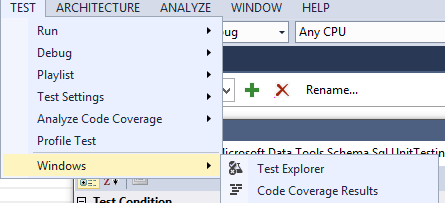 TEST ARCHITECTURE ANALYZE WINDOW HELP
Run
Debug
Playlist
Test Settings
Analyze Code Coverage
Profile Test
Windows
ug Any CPU
Rename...
Microsoft Data Tools Schema Sql UnitTesting
Test Explorer
Code Coverage Results
Test Condition